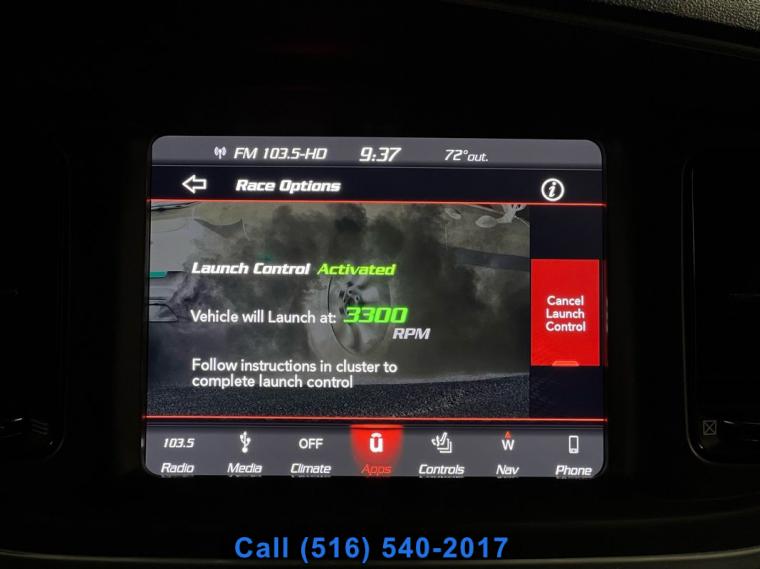 FM 103.5-HD 9:37 72°out.
Race Options
Launch Control Activated
Vehicle will Launch at: 3300
RPM
Follow instructions in cluster to
complete launch control
Cancel
Launch
Control
103.5 OFF W
Radio Media Climate Apps Controls Nav Phone
Call (516) 540-2017